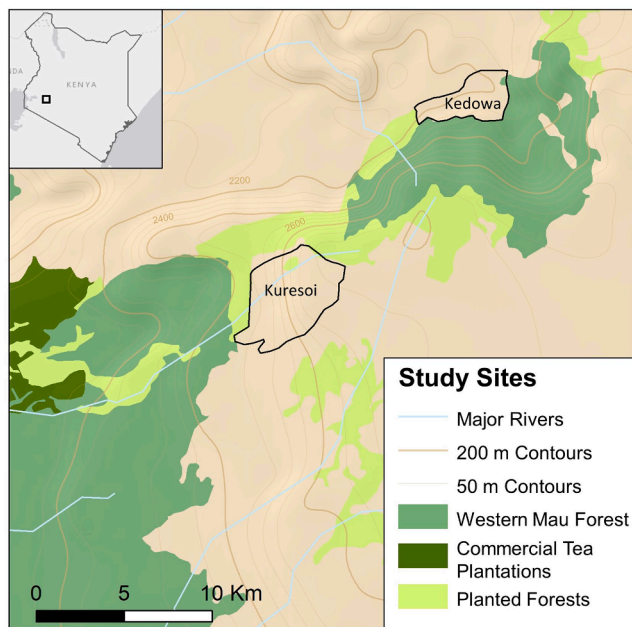 NDA
KENYA
Kedowa
2200
2400
2600
Kuresoi
Study Sites
Major Rivers
200 m Contours
50 m Contours
Western Mau Forest
Commercial Tea
Plantations
Planted Forests
0 5 10 Km